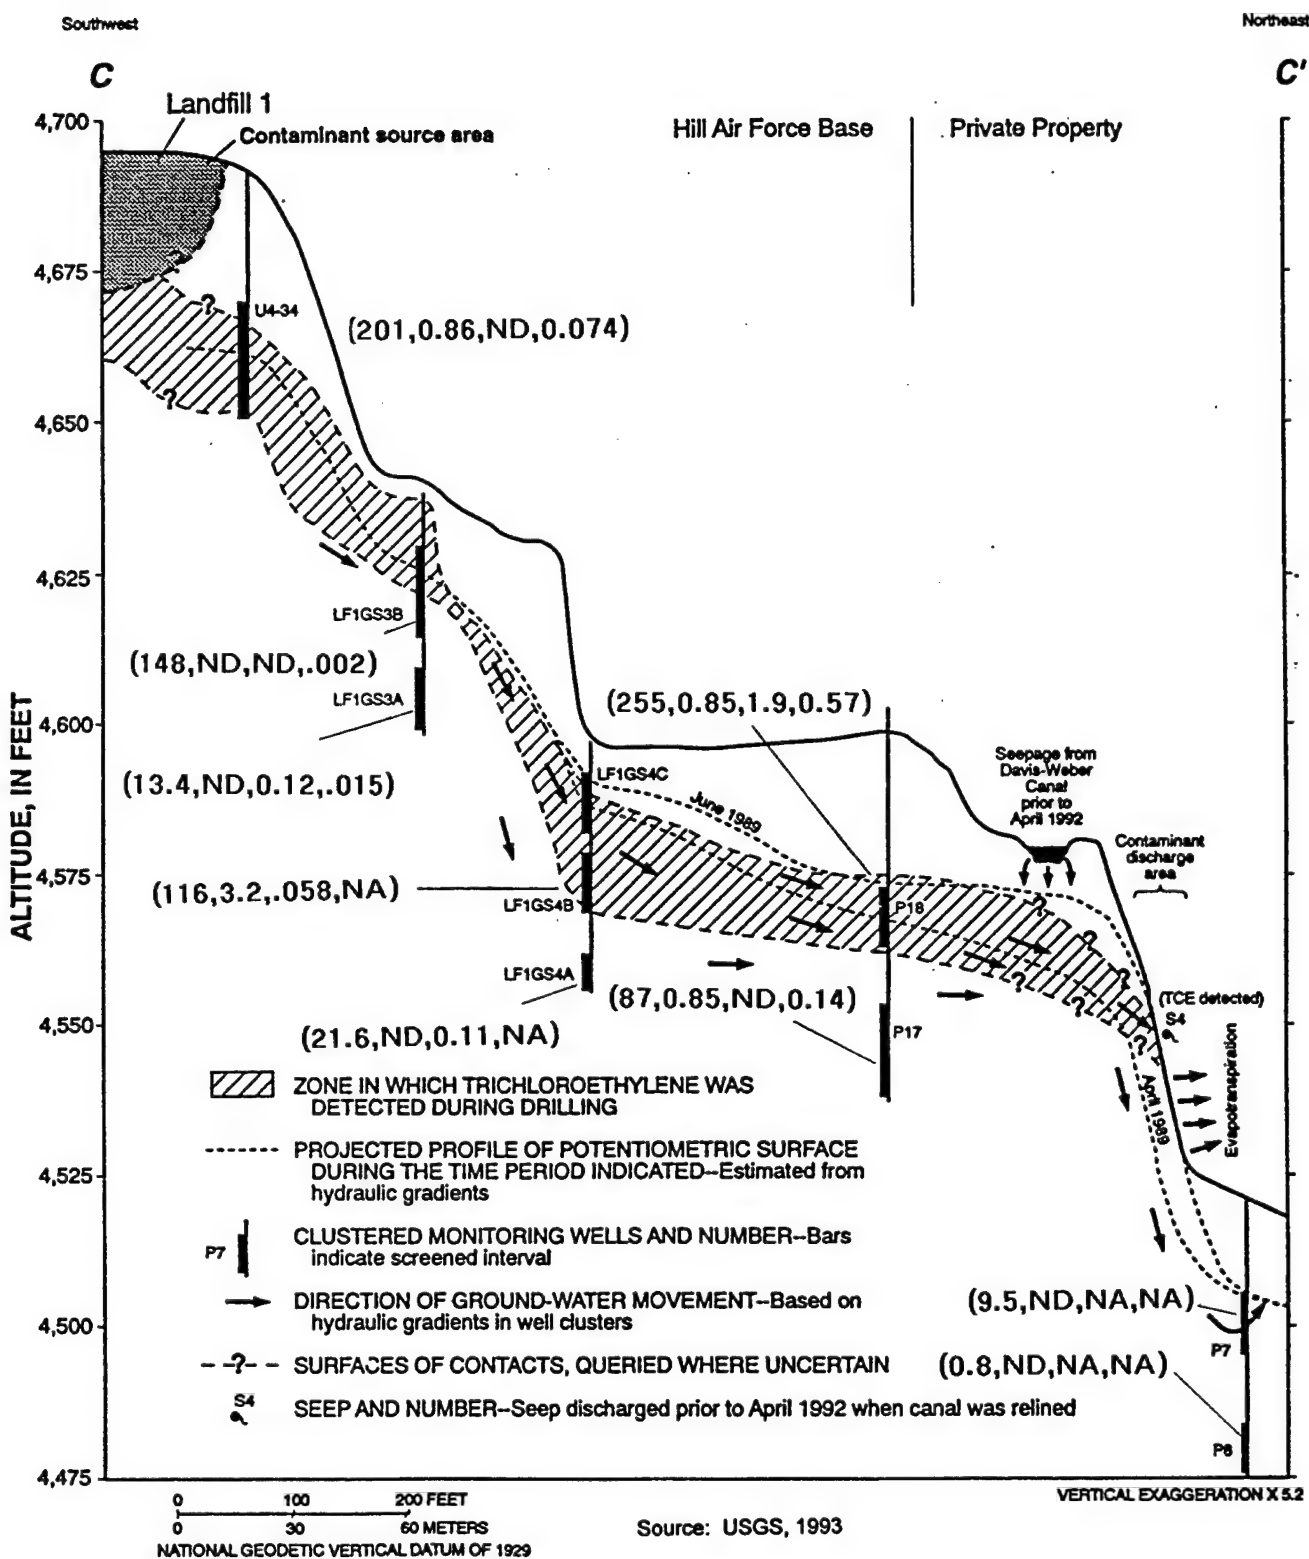 Southwest
Northeast
C
C'
Landfill 1
Contaminant source area
Hill Air Force Base
Private Property
4,700
4,675
4,650
4,625
4,600
4,575
4,550
4,525
4,500
4,475
ALTITUDE, IN FEET
?
?
?
U4-34
(201,0.86,ND,0.074)
LF1GS3B
(148,ND,ND,.002)
LF1GS3A
(13.4,ND,0.12,.015)
(255,0.85,1.9,0.57)
LF1GS4C
June 1989
Seepage from
Davis-Weber
Canal
prior to
April 1992
Contaminant
discharge
area
(116,3.2,.058,NA)
LF1GS4B
P18
?
?
?
?
?
?
LF1GS4A
(87,0.85,ND,0.14)
P17
(TCE detected)
S4
(21.6,ND,0.11,NA)
April 1989
Evapotranspiration
ZONE IN WHICH TRICHLOROETHYLENE WAS
DETECTED DURING DRILLING
PROJECTED PROFILE OF POTENTIOMETRIC SURFACE
DURING THE TIME PERIOD INDICATED--Estimated from
hydraulic gradients
P7
CLUSTERED MONITORING WELLS AND NUMBER--Bars
indicate screened interval
DIRECTION OF GROUND-WATER MOVEMENT--Based on
hydraulic gradients in well clusters
?
SURFACES OF CONTACTS, QUERIED WHERE UNCERTAIN
S4
SEEP AND NUMBER--Seep discharged prior to April 1992 when canal was relined
(9.5,ND,NA,NA)
P7
(0.8,ND,NA,NA)
P6
0 100 200 FEET
0 30 60 METERS
NATIONAL GEODETIC VERTICAL DATUM OF 1929
Source: USGS, 1993
VERTICAL EXAGGERATION X 5.2